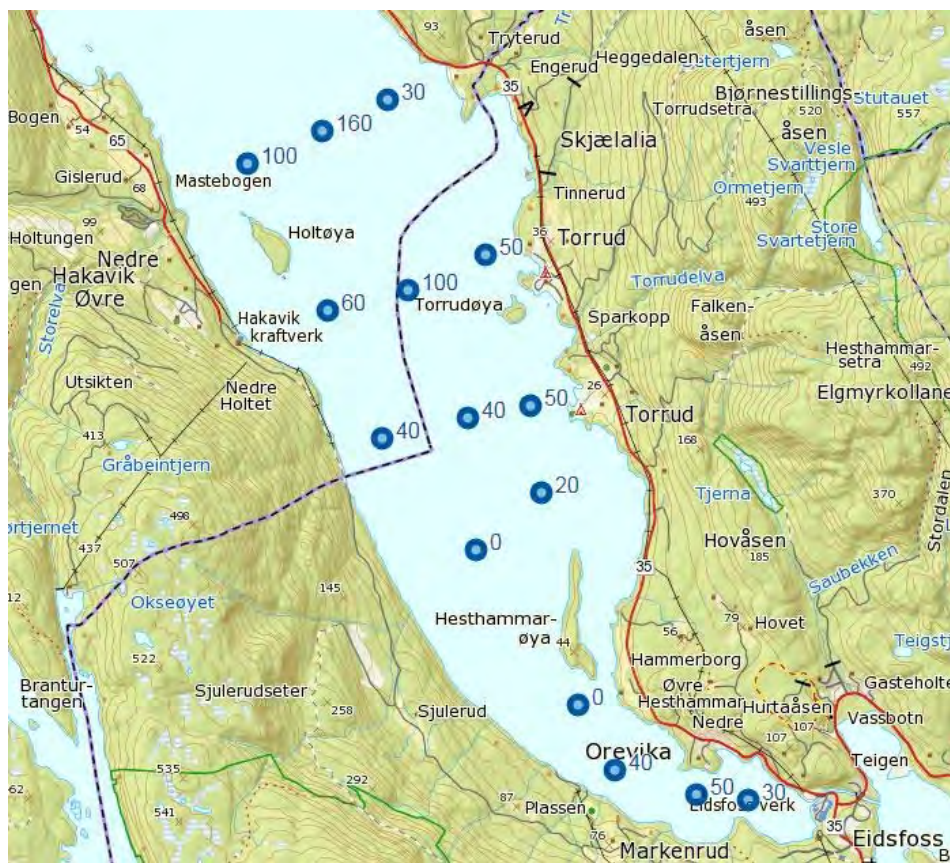 93
Tryterud
åsen
Engerud
Heggedalen
35
30
Bjørnestillings-
Stutauet
Bogen
54
65
160
Torrudsetra
520
557
åsen
Skjælalia
Vesle
Svarttjern
100
Gislerud
68
Mastebogen
Tinnerud
Ormetjern
493
Store
Svartetjern
99
Holtungen
Holtøya
36
Torrud
Nedre
Hakavik
Øvre
50
Torrudelva
100
Torrudøya
60
Storelva
Sparkopp
Falken-
åsen
Hakavik
kraftverk
Hesthammar-
setra
492
Utsikten
Nedre
Holtet
26
Elgmyrkollane
50
40
Torrud
40
413
168
Gråbeintjern
20
Tjerna
370
Stordalen
498
437
507
0
Hovåsen
185
35
Saubekken
145
Okseøyet
Hesthammar-
øya
44
79
Hovet
56
522
Hammerborg
Brantur-
tangen
Sjulerudseter
Øvre
Hesthammar
Nedre
Hurtaåsen
107
107
Gasteholte
Vassbotn
258
Sjulerud
0
Orevika
Teigen
535
40
292
50
30
Eidsfoss verk
62
541
87
Plassen
76
35
Markenrud
Eidsfoss